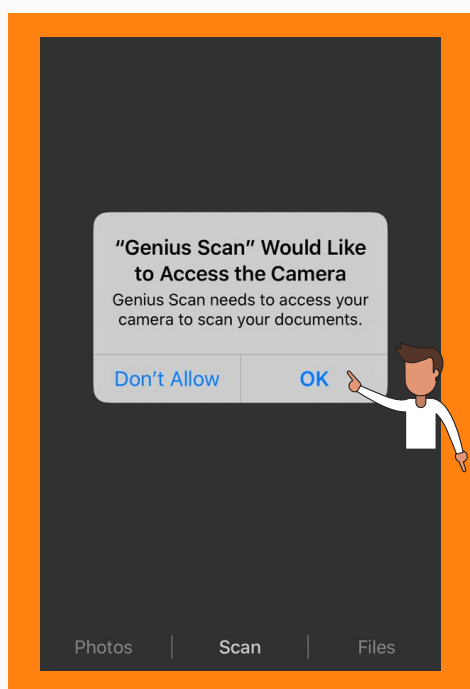 “Genius Scan” Would Like
to Access the Camera
Genius Scan needs to access your
camera to scan your documents.
Don’t Allow OK
Photos Scan Files